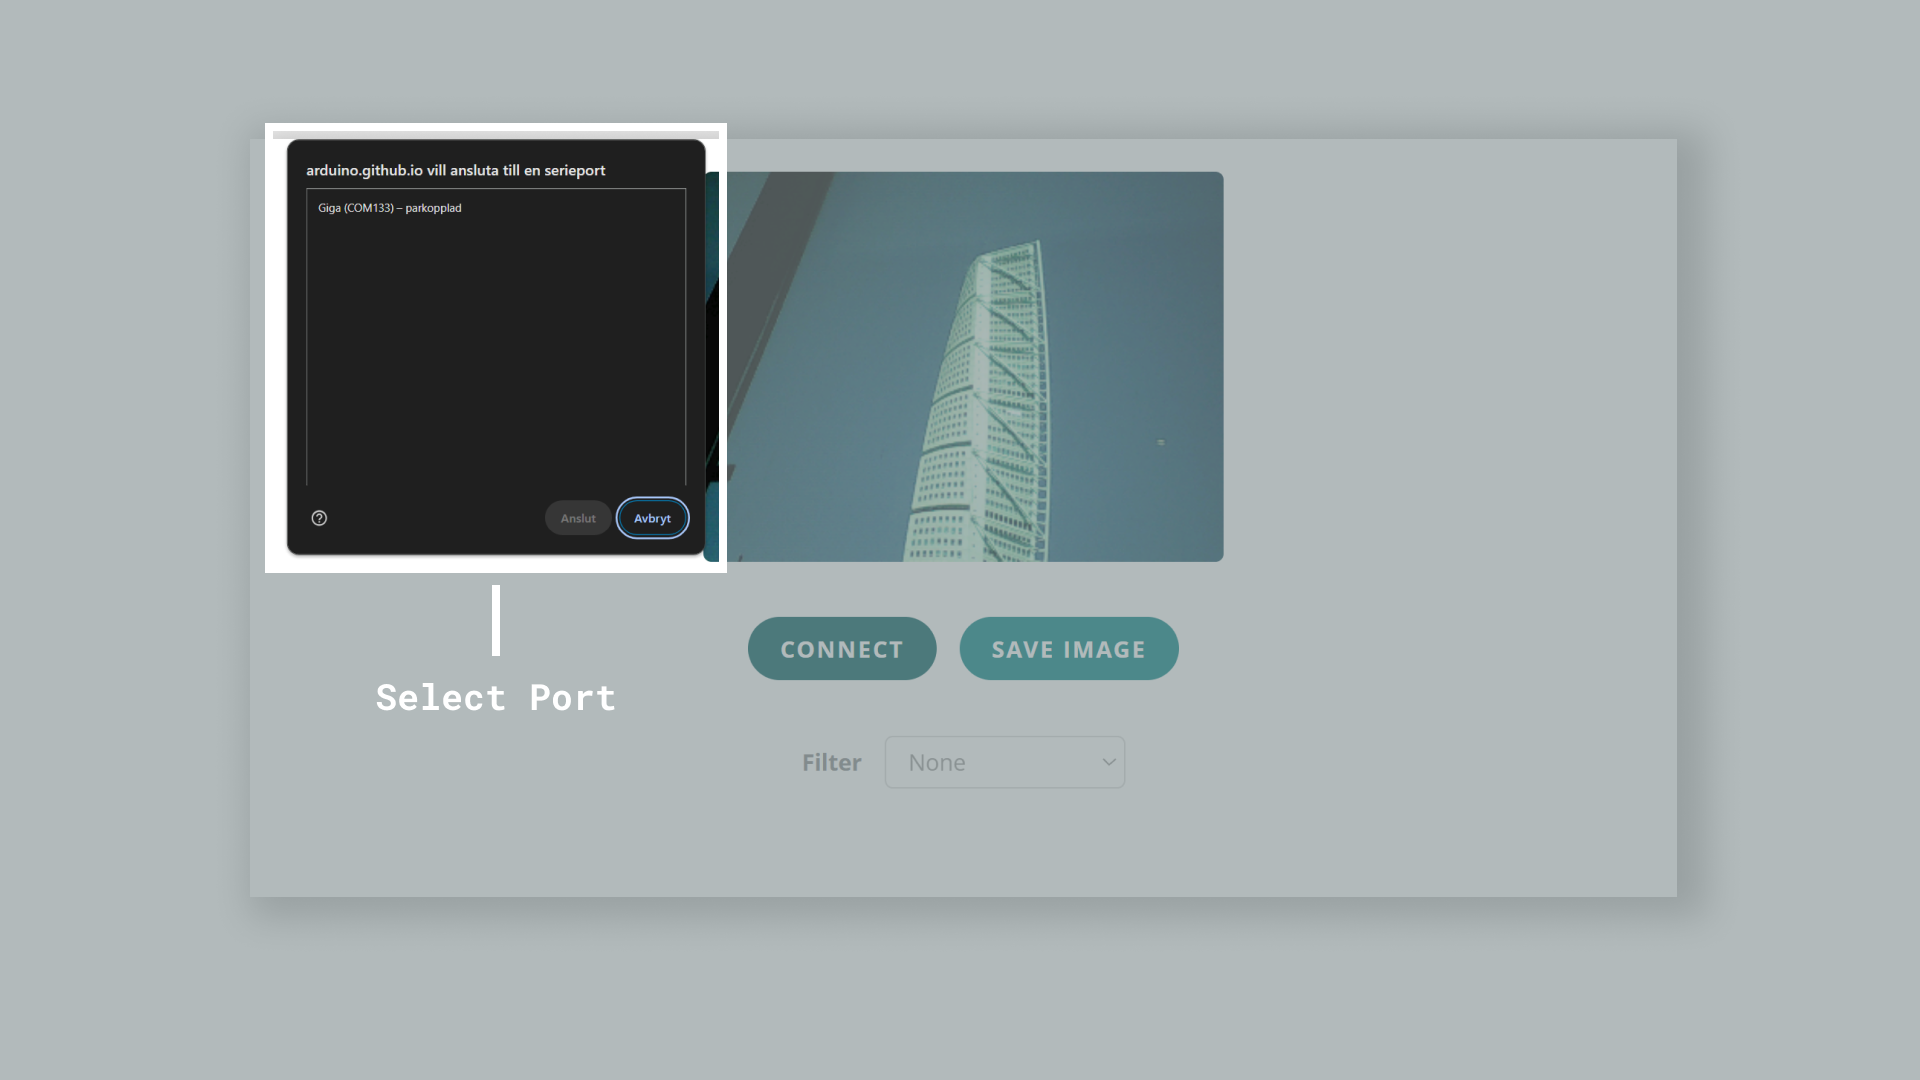 arduino.github.io vill ansluta till en serieport
Giga (COM133) – parkopplad
Anslut
Avbryt
Select Port
CONNECT
SAVE IMAGE
Filter
None